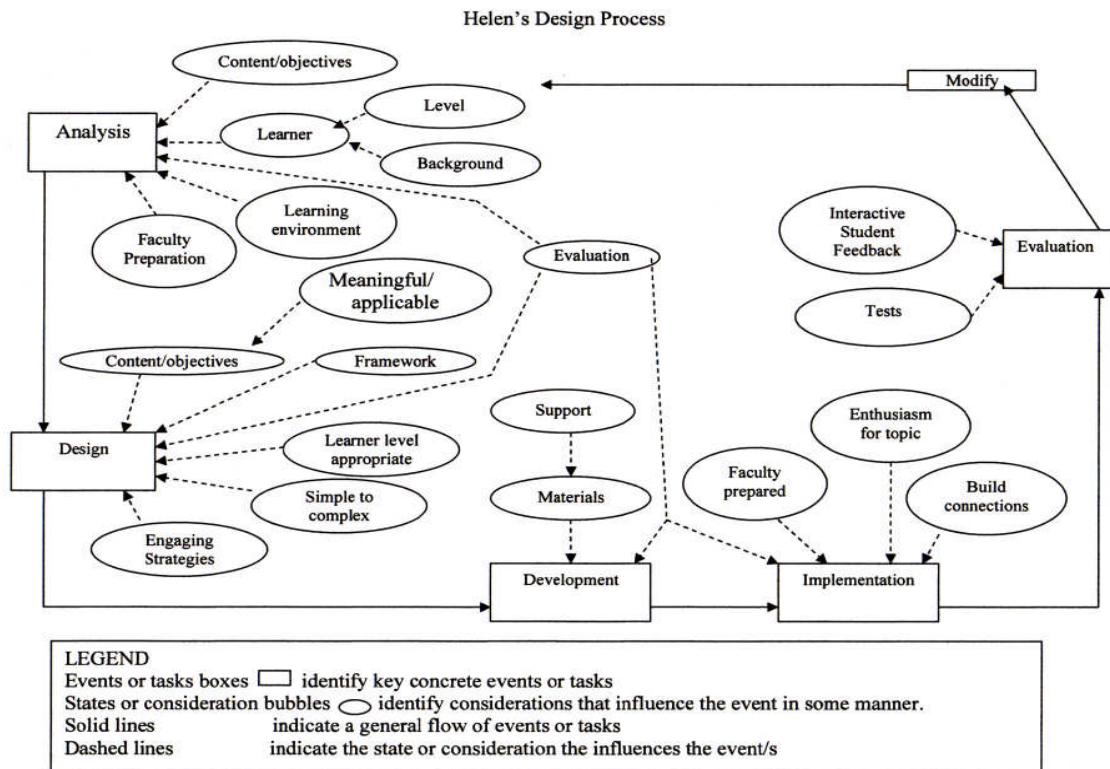 Helen's Design Process
Content/objectives
Modify
Level
Analysis
Learner
Background
Learning
environment
Interactive
Student
Feedback
Faculty
Preparation
Evaluation
Evaluation
Meaningful/
applicable
Tests
Content/objectives
Framework
Support
Enthusiasm
for topic
Design
Learner level
appropriate
Faculty
prepared
Build
connections
Simple to
complex
Materials
Engaging
Strategies
Development
Implementation
LEGEND
Events or tasks boxes identify key concrete events or tasks
States or consideration bubbles identify considerations that influence the event in some manner.
Solid lines indicate a general flow of events or tasks
Dashed lines indicate the state or consideration the influences the event/s